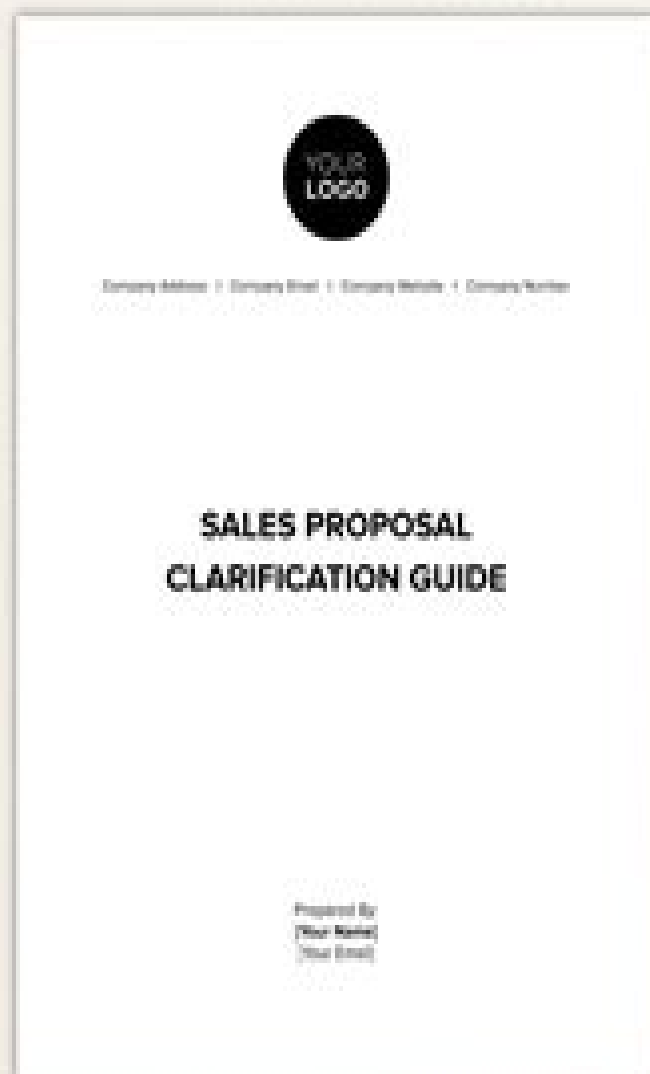 YOUR
LOGO
Company Address • Company Email • Company Website • Company Number
SALES PROPOSAL
CLARIFICATION GUIDE
Prepared By
[Your Name]
[Your Email]